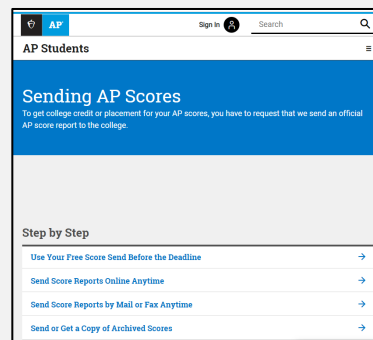 AP
Sign In
Search
AP Students
Sending AP Scores
To get college credit or placement for your AP scores, you have to request that we send an official
AP score report to the college.
Step by Step
Use Your Free Score Send Before the Deadline
Send Score Reports Online Anytime
Send Score Reports by Mail or Fax Anytime
Send or Get a Copy of Archived Scores